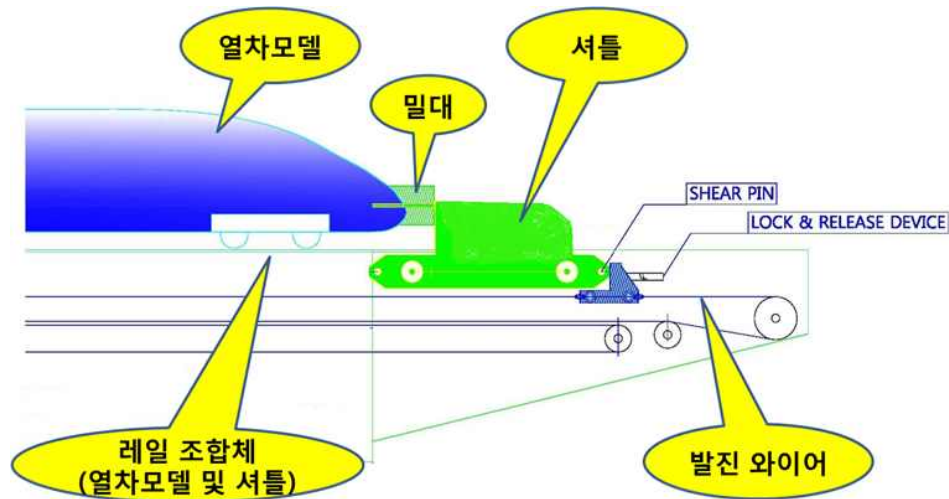 열차모델
셔틀
밀대
SHEAR PIN
LOCK & RELEASE DEVICE
레일 조합체
(열차모델 및 셔틀)
발진 와이어